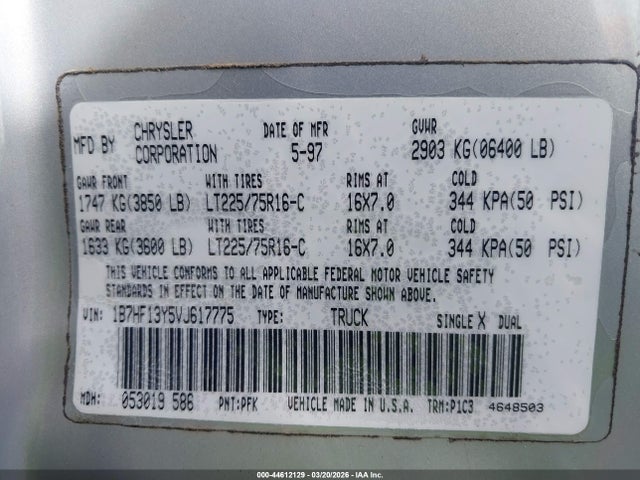 MFD BY CHRYSLER CORPORATION DATE OF MFR 5-97 GVWR 2903 KG(06400 LB)
GAWR FRONT WITH TIRES RIMS AT COLD
1747 KG(3850 LB) LT225/75R16-C 16X7.0 344 KPA(50 PSI)
GAWR REAR WITH TIRES RIMS AT COLD
1633 KG(3600 LB) LT225/75R16-C 16X7.0 344 KPA(50 PSI)
THIS VEHICLE CONFORMS TO ALL APPLICABLE FEDERAL MOTOR VEHICLE SAFETY
STANDARDS IN EFFECT ON THE DATE OF MANUFACTURE SHOWN ABOVE.
VIN: 1B7HF13Y5VJ617775 TYPE: TRUCK SINGLE X DUAL
MDH: 053019 586 PNT:PFK VEHICLE MADE IN U.S.A. TRM:P1C3 4648503
000-44612129 | 03/20/2026 | IAA Inc.